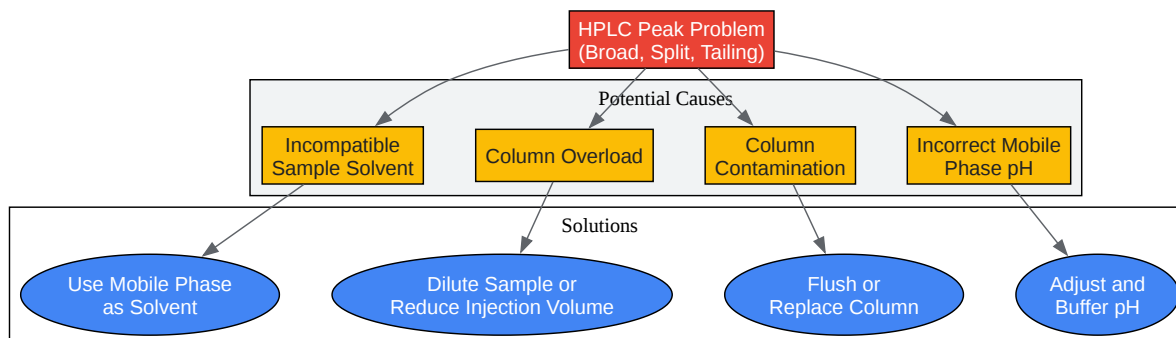 HPLC Peak Problem
(Broad, Split, Tailing)
Potential Causes
Incompatible
Sample Solvent
Column Overload
Column
Contamination
Incorrect Mobile
Phase pH
Solutions
Use Mobile Phase
as Solvent
Dilute Sample or
Reduce Injection Volume
Flush or
Replace Column
Adjust and
Buffer pH